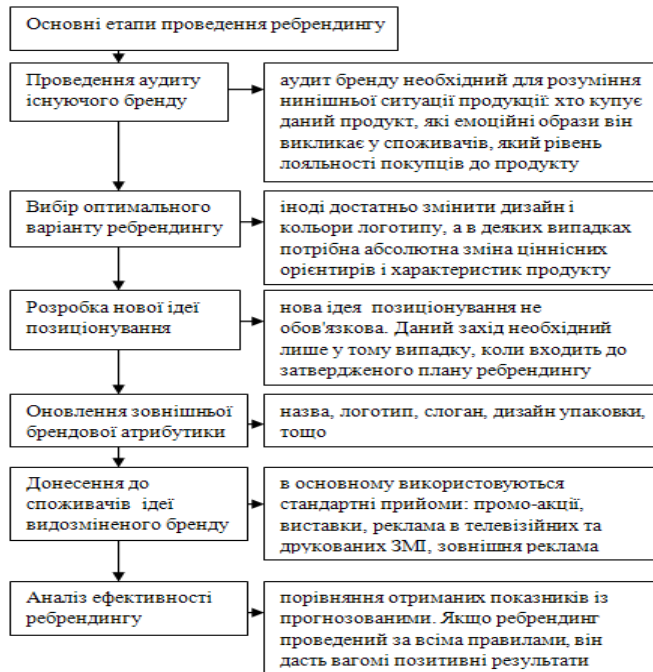 Основні етапи проведення ребрендингу
Проведення аудиту
існуючого бренду
аудит бренду необхідний для розуміння
нинішньої ситуації продукції: хто купує
даний продукт, які емоційні образи він
викликає у споживачів, який рівень
лояльності покупців до продукту
Вибір оптимального
варіанту ребрендингу
іноді достатньо змінити дизайн і
кольори логотипу, а в деяких випадках
потрібна абсолютна зміна ціннісних
орієнтирів і характеристик продукту
Розробка нової ідеї
позиціонування
нова ідея позиціонування не
обов'язкова. Даний захід необхідний
лише у тому випадку, коли входить до
затвердженого плану ребрендингу
Оновлення зовнішньої
брендової атрибутики
назва, логотип, слоган, дизайн упаковки,
тощо
Донесення до
споживачів ідеї
видозміненого бренду
в основному використовуються
стандартні прийоми: промо-акції,
виставки, реклама в телевізійних та
друкованих ЗМІ, зовнішня реклама
Аналіз ефективності
ребрендингу
порівняння отриманих показників із
прогнозованими. Якщо ребрендинг
проведений за всіма правилами, він
дасть вагомі позитивні результати